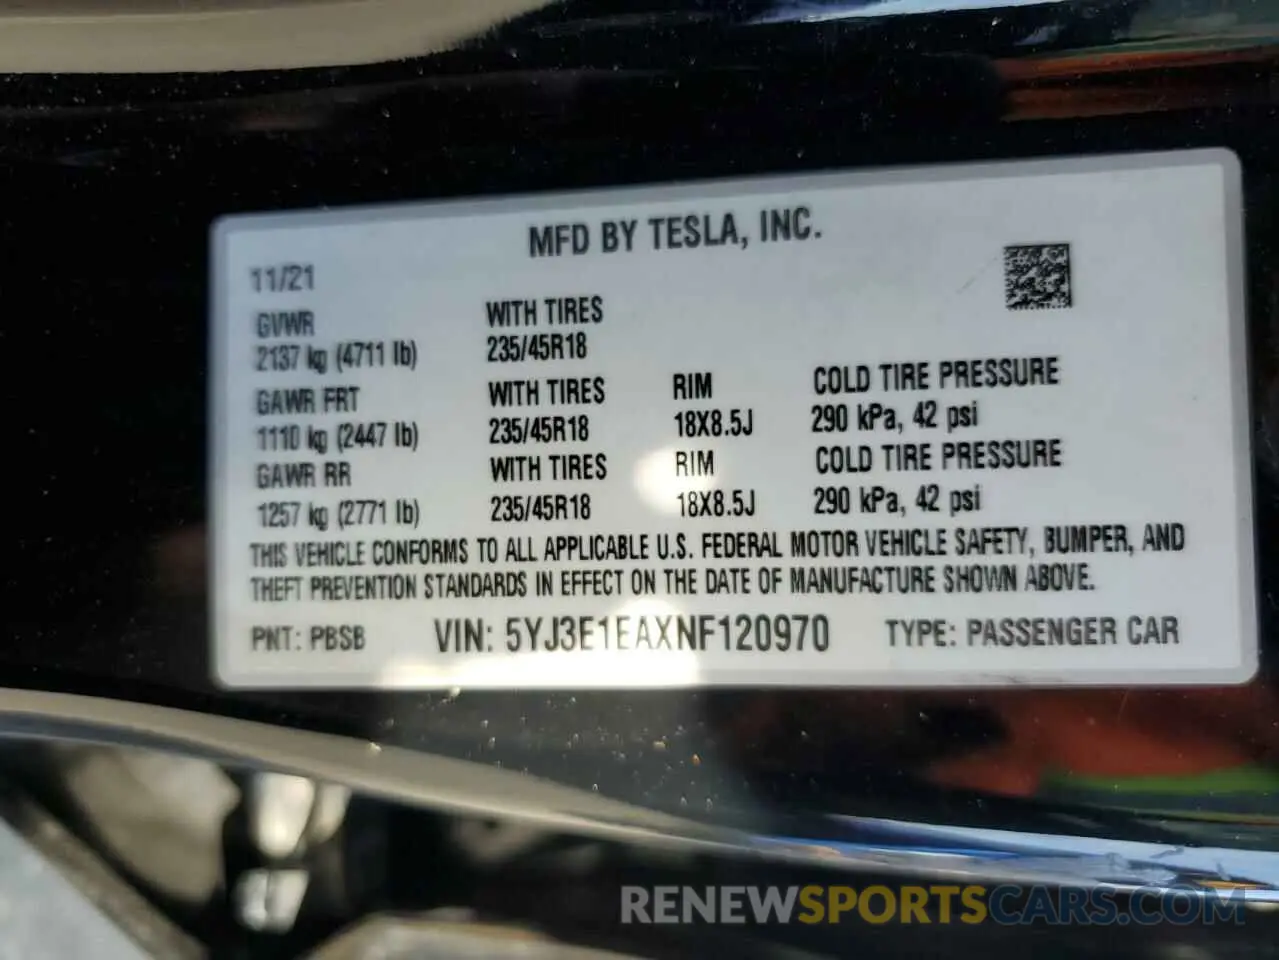 MFD BY TESLA, INC.
11/21
GVWR WITH TIRES
2137 kg (4711 lb) 235/45R18
GAWR FRT WITH TIRES RIM COLD TIRE PRESSURE
1110 kg (2447 lb) 235/45R18 18X8.5J 290 kPa, 42 psi
GAWR RR WITH TIRES RIM COLD TIRE PRESSURE
1257 kg (2771 lb) 235/45R18 18X8.5J 290 kPa, 42 psi
THIS VEHICLE CONFORMS TO ALL APPLICABLE U.S. FEDERAL MOTOR VEHICLE SAFETY, BUMPER, AND
THEFT PREVENTION STANDARDS IN EFFECT ON THE DATE OF MANUFACTURE SHOWN ABOVE.
PNT: PBSB VIN: 5YJ3E1EAXNF120970 TYPE: PASSENGER CAR
RENEWSPORTSCARS.COM